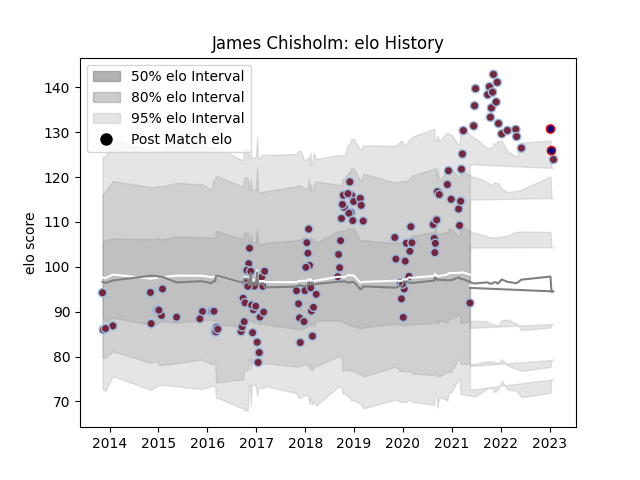 James Chisholm: elo History
50% elo Interval
80% elo Interval
95% elo Interval
Post Match elo
elo score
140
130
120
110
100
90
80
70
2014 2015 2016 2017 2018 2019 2020 2021 2022 2023